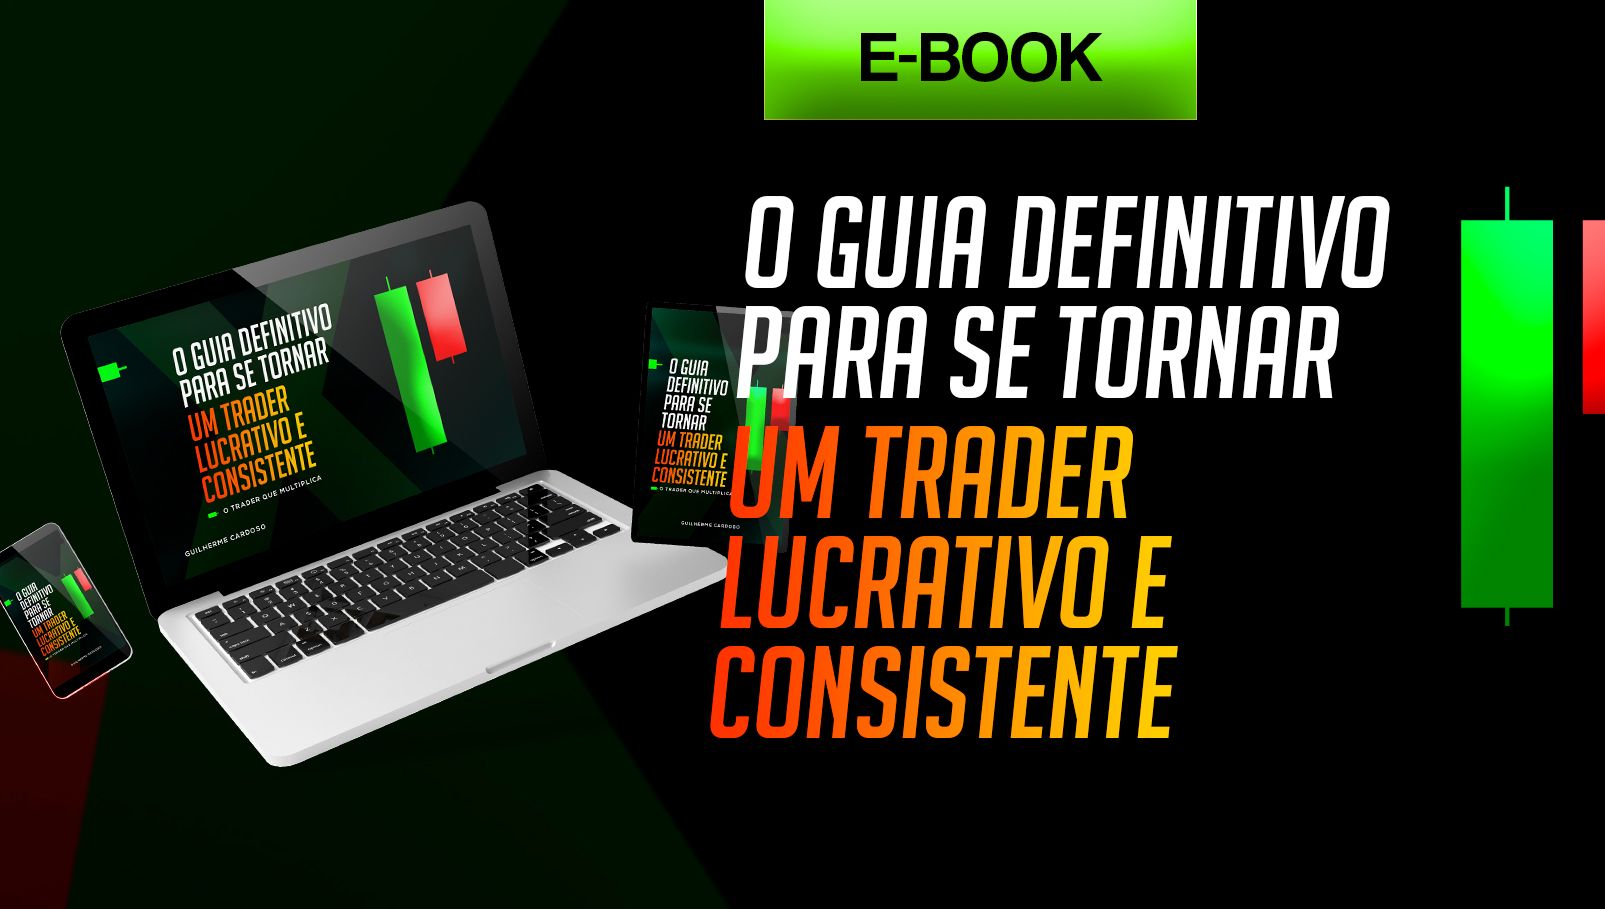 E-BOOK
O GUIA DEFINITIVO
PARA SE TORNAR
UM TRADER
LUCRATIVO E
CONSISTENTE
O GUIA DEFINITIVO
PARA SE TORNAR
UM TRADER
LUCRATIVO E
CONSISTENTE
O TRADER QUE MULTIPLICA
GUILHERME CARDOSO
O GUIA
DEFINITIVO
PARA SE
TORNAR
UM TRADER
LUCRATIVO E
CONSISTENTE
O TRADER QUE MULTIPLICA
GUILHERME CARDOSO
O GUIA
DEFINITIVO
PARA SE
TORNAR
UM TRADER
LUCRATIVO E
CONSISTENTE